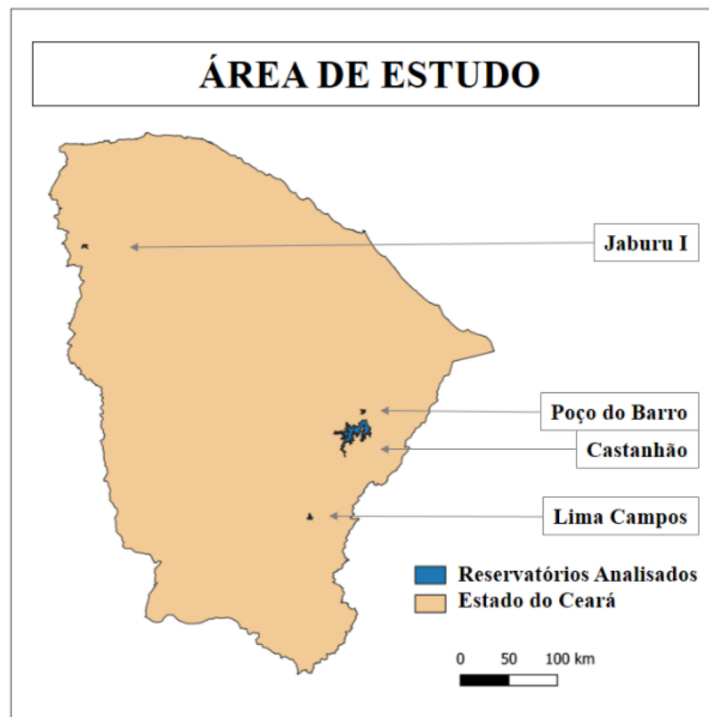 ÁREA DE ESTUDO
Jaburu I
Poço do Barro
Castanhão
Lima Campos
Reservatórios Analisados
Estado do Ceará
0 50 100 km